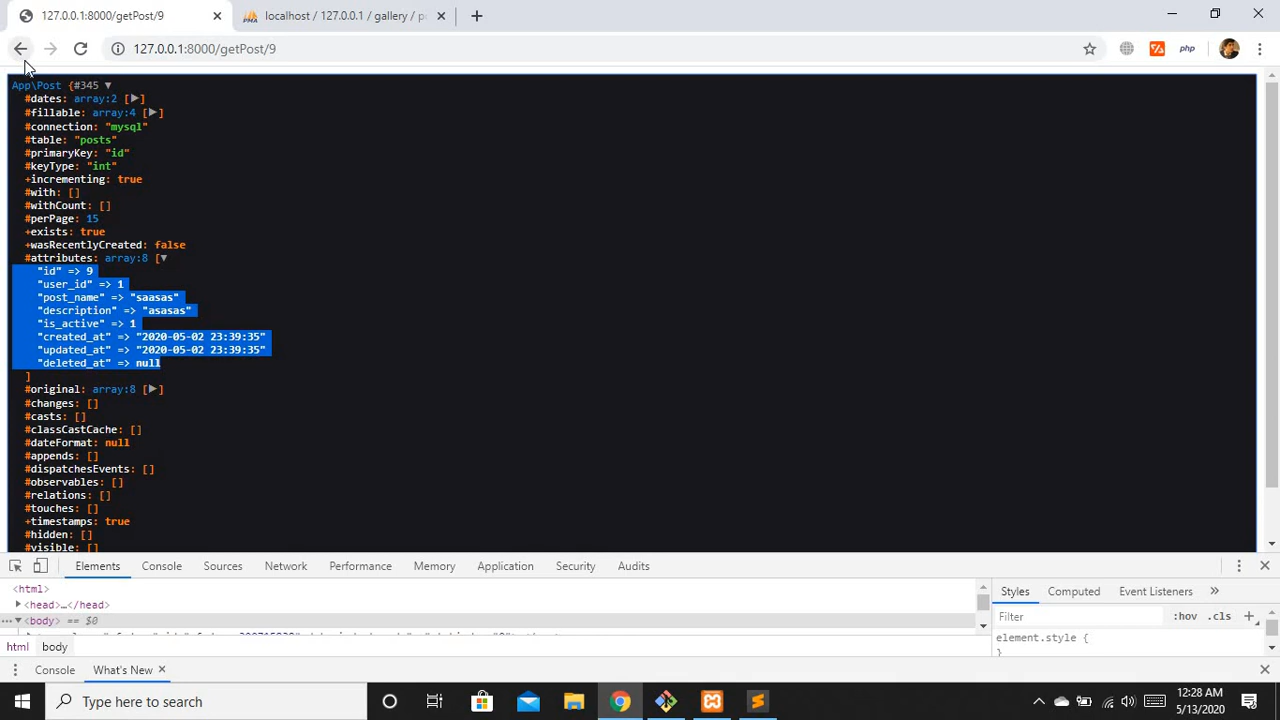 127.0.0.1:8000/getPost/9
localhost / 127.0.0.1 / gallery / po
127.0.0.1:8000/getPost/9
php
App\Post {#345 ▼
#dates: array:2 [▶]
#fillable: array:4 [▶]
#connection: "mysql"
#table: "posts"
#primaryKey: "id"
#keyType: "int"
+incrementing: true
#with: []
#withCount: []
#perPage: 15
+exists: true
+wasRecentlyCreated: false
#attributes: array:8 [▼
"id" => 9
"user_id" => 1
"post_name" => "saasas"
"description" => "asasas"
"is_active" => 1
"created_at" => "2020-05-02 23:39:35"
"updated_at" => "2020-05-02 23:39:35"
"deleted_at" => null
]
#original: array:8 [▶]
#changes: []
#casts: []
#classCastCache: []
#dateFormat: null
#appends: []
#dispatchesEvents: []
#observables: []
#relations: []
#touches: []
+timestamps: true
#hidden: []
#visible: []
Elements Console Sources Network Performance Memory Application Security Audits
<html>
<head>…</head>
<body> == $0
html body
Styles Computed Event Listeners »
Filter :hov .cls +
element.style {
}
Console What's New
Type here to search
12:28 AM
5/13/2020